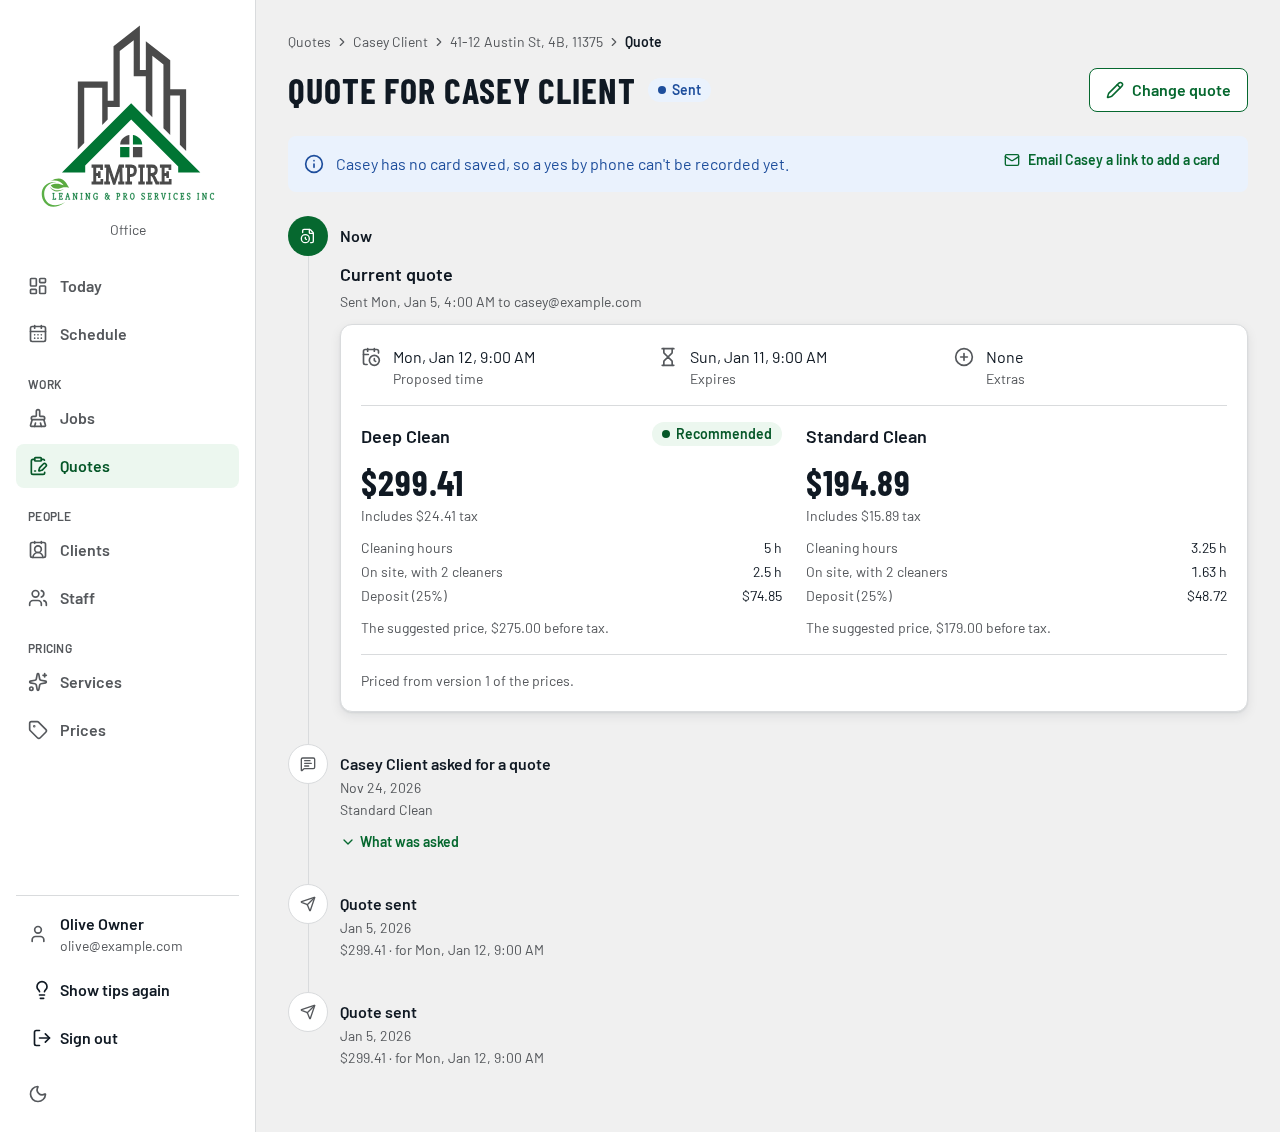 EMPIRE
LEANING & PRO SERVICES INC
Office
Today
Schedule
WORK
Jobs
Quotes
PEOPLE
Clients
Staff
PRICING
Services
Prices
Olive Owner
olive@example.com
Show tips again
Sign out
Quotes > Casey Client > 41-12 Austin St, 4B, 11375 > Quote
QUOTE FOR CASEY CLIENT
Sent
Change quote
Casey has no card saved, so a yes by phone can't be recorded yet.
Email Casey a link to add a card
Now
Current quote
Sent Mon, Jan 5, 4:00 AM to casey@example.com
Mon, Jan 12, 9:00 AM
Proposed time
Sun, Jan 11, 9:00 AM
Expires
None
Extras
Deep Clean
Recommended
$299.41
Includes $24.41 tax
Cleaning hours 5 h
On site, with 2 cleaners 2.5 h
Deposit (25%) $74.85
The suggested price, $275.00 before tax.
Standard Clean
$194.89
Includes $15.89 tax
Cleaning hours 3.25 h
On site, with 2 cleaners 1.63 h
Deposit (25%) $48.72
The suggested price, $179.00 before tax.
Priced from version 1 of the prices.
Casey Client asked for a quote
Nov 24, 2026
Standard Clean
What was asked
Quote sent
Jan 5, 2026
$299.41 · for Mon, Jan 12, 9:00 AM
Quote sent
Jan 5, 2026
$299.41 · for Mon, Jan 12, 9:00 AM